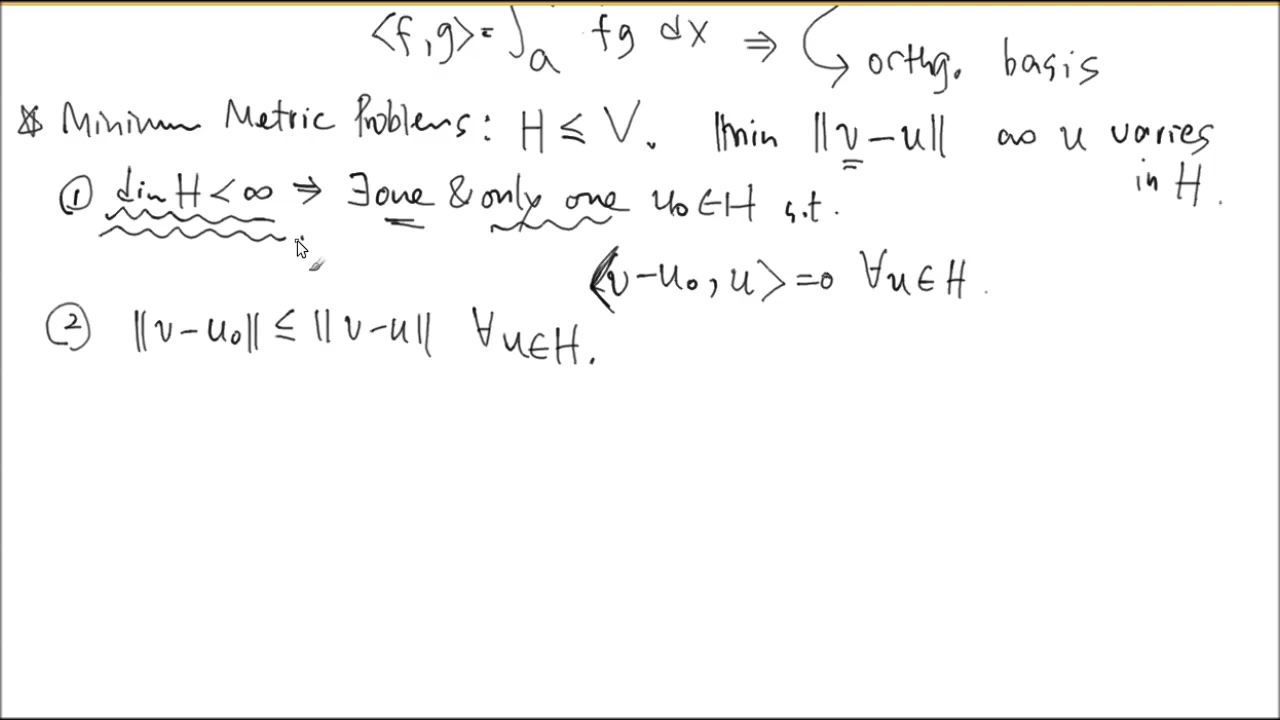 ⟨f,g⟩=∫ₐ fg dx ⇒ orthg. basis
* Minimum Metric Problems: H ≤ V. min ‖v−u‖ as u varies in H.
① dim H < ∞ ⇒ ∃ one & only one u₀∈H s.t.
⟨v−u₀, u⟩=0 ∀u∈H.
② ‖v−u₀‖ ≤ ‖v−u‖ ∀u∈H.